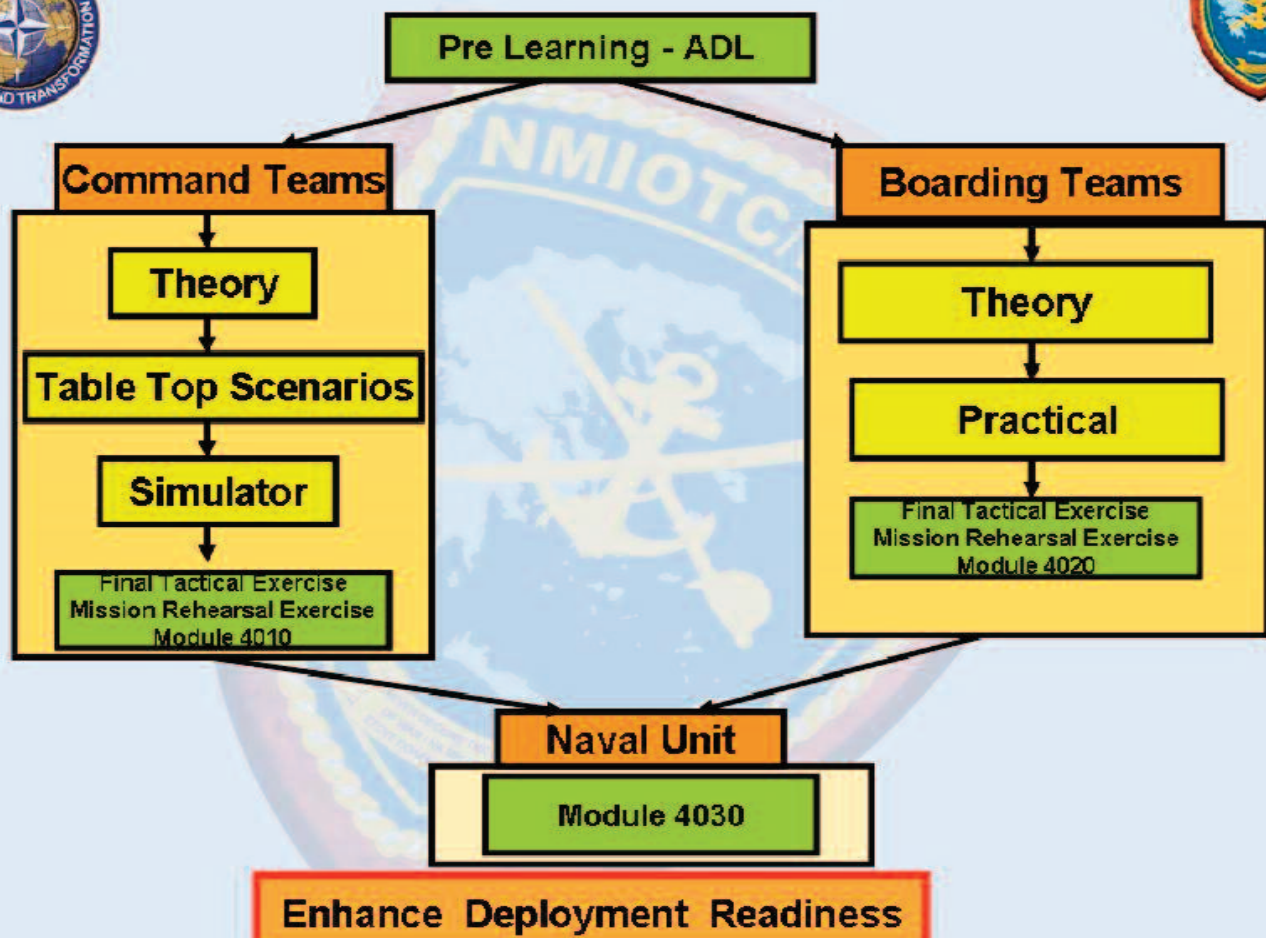 ND TRANSFORMATION
Pre Learning - ADL
NMIOTC
Command Teams
Theory
Table Top Scenarios
Simulator
Final Tactical Exercise
Mission Rehearsal Exercise
Module 4010
Boarding Teams
Theory
Practical
Final Tactical Exercise
Mission Rehearsal Exercise
Module 4020
Naval Unit
Module 4030
Enhance Deployment Readiness